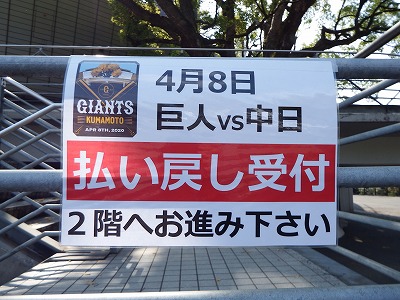 GIANTS
KUMAMOTO
APR 8TH, 2020
4月8日
巨人vs中日
払い戻し受付
2階へお進み下さい